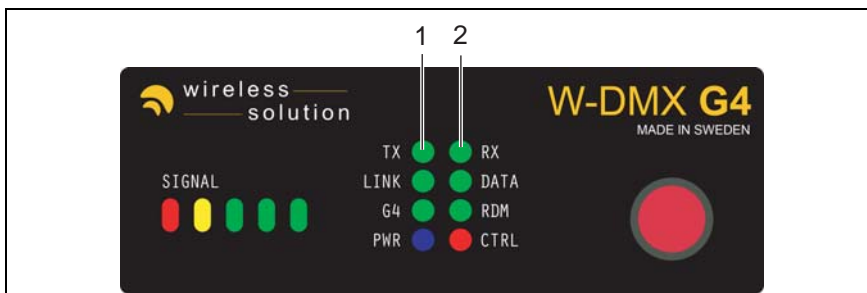 1 2
wireless
solution
W-DMX G4
MADE IN SWEDEN
TX RX
SIGNAL
LINK DATA
G4 RDM
PWR CTRL